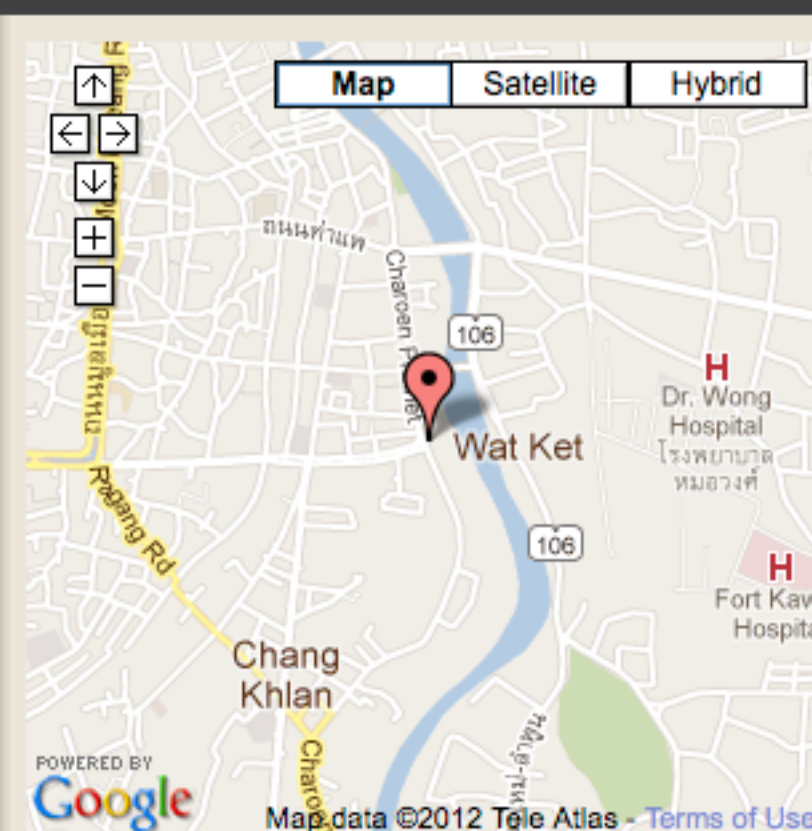 Map
Satellite
Hybrid
ถนนท่าแพ
Charoen
106
H
Dr. Wong
Hospital
โรงพยาบาล
หมอวงศ์
Wat Ket
Ragang Rd
106
H
Fort Kaw
Hospita
Chang
Khlan
Charo
POWERED BY
Google
Map data ©2012 Tele Atlas - Terms of Use